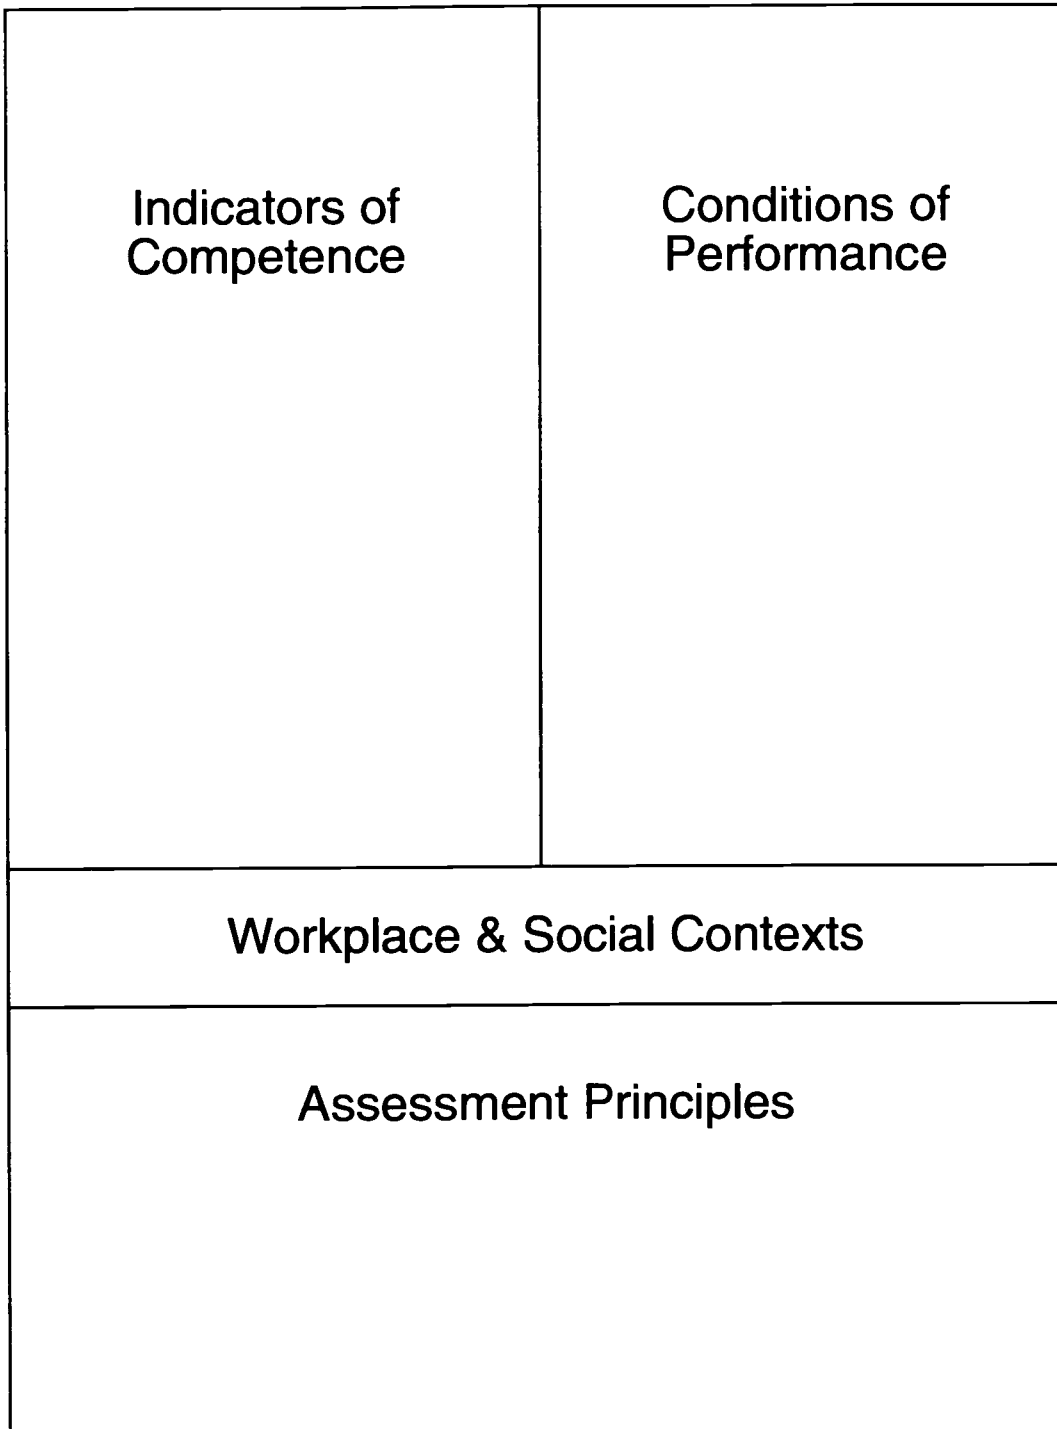 Indicators of
Competence
Conditions of
Performance
Workplace & Social Contexts
Assessment Principles